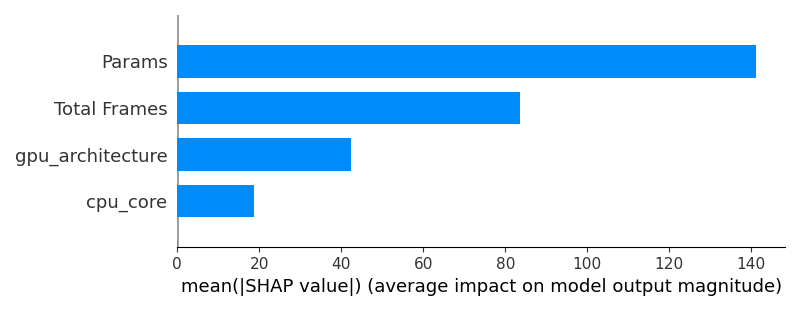 Params
Total Frames
gpu_architecture
cpu_core
0 20 40 60 80 100 120 140
mean(|SHAP value|) (average impact on model output magnitude)